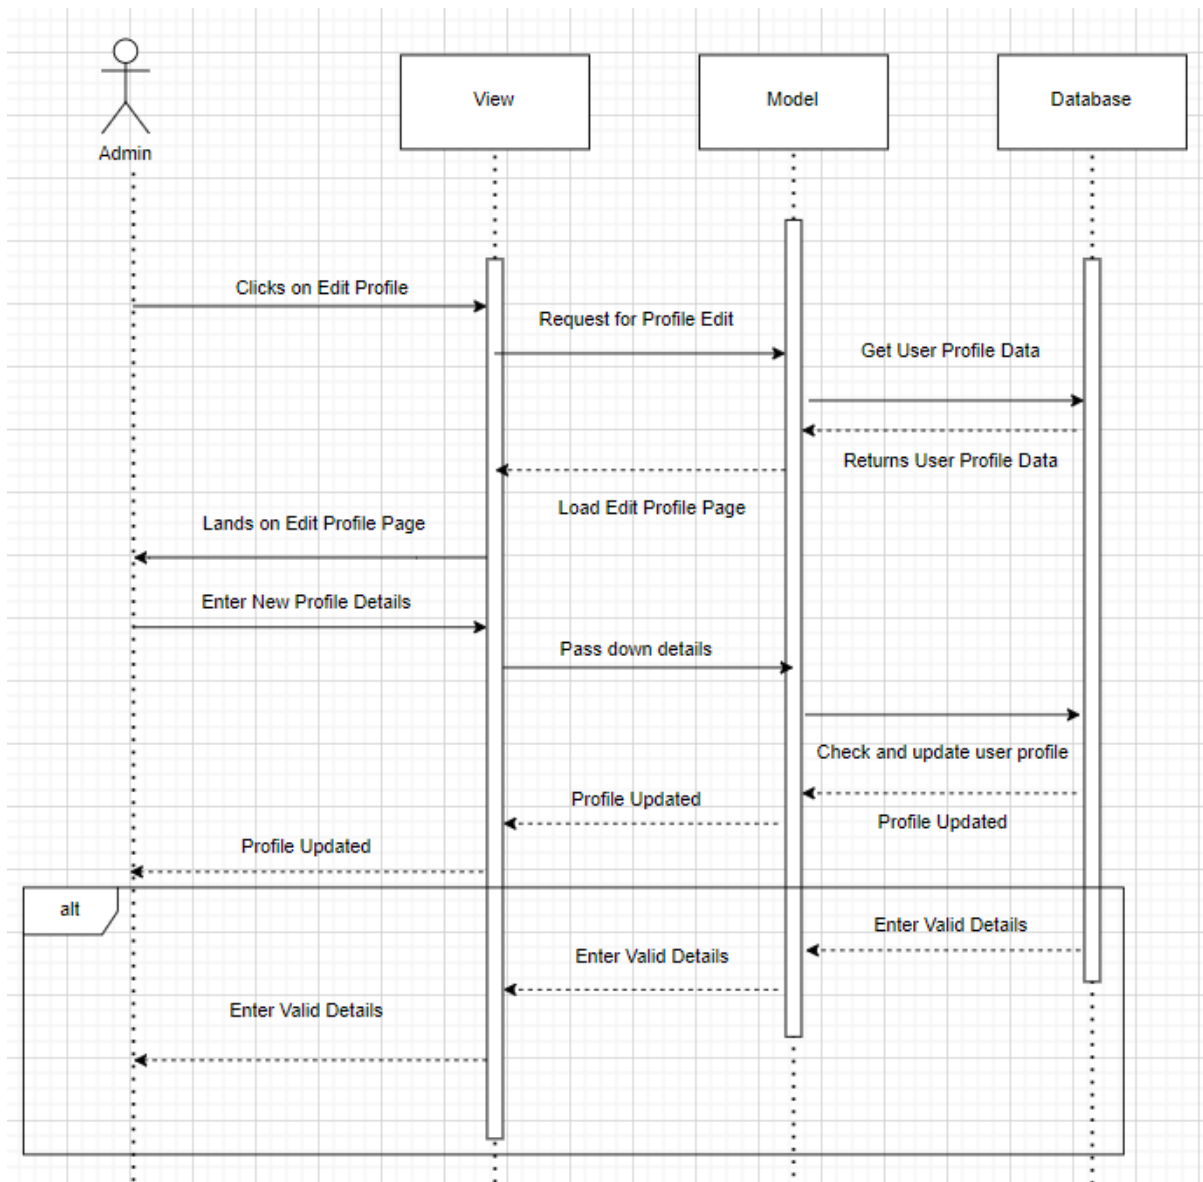 View
Model
Database
Admin
Clicks on Edit Profile
Request for Profile Edit
Get User Profile Data
Returns User Profile Data
Load Edit Profile Page
Lands on Edit Profile Page
Enter New Profile Details
Pass down details
Check and update user profile
Profile Updated
Profile Updated
Profile Updated
alt
Enter Valid Details
Enter Valid Details
Enter Valid Details